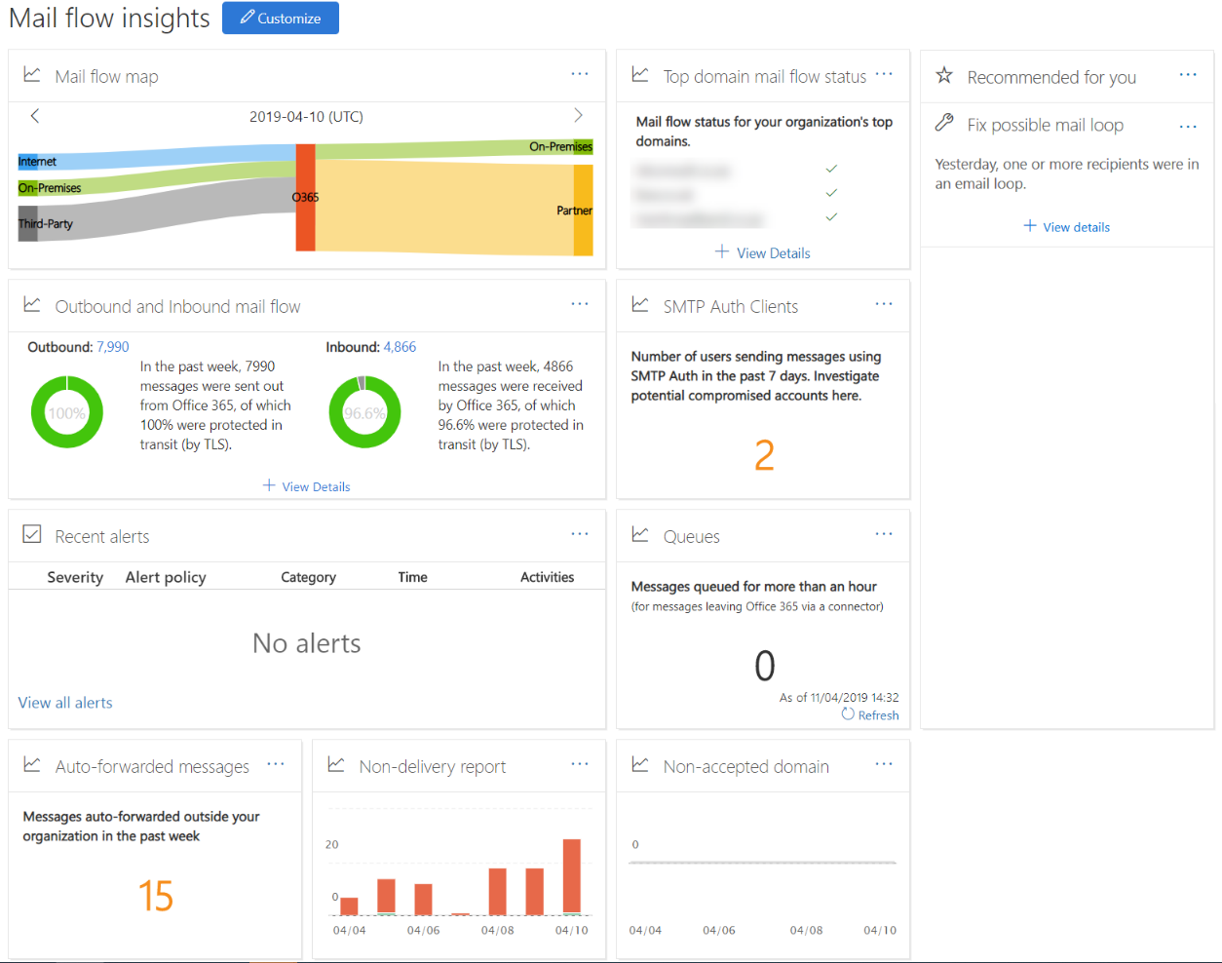 Mail flow insights
Customize
Mail flow map
...
2019-04-10 (UTC)
Internet
On-Premises
Third-Party
O365
On-Premises
Partner
Top domain mail flow status
...
Mail flow status for your organization's top
domains.
+ View Details
Recommended for you
...
Fix possible mail loop
...
Yesterday, one or more recipients were in
an email loop.
+ View details
Outbound and Inbound mail flow
...
Outbound: 7,990
100%
In the past week, 7990
messages were sent out
from Office 365, of which
100% were protected in
transit (by TLS).
Inbound: 4,866
96.6%
In the past week, 4866
messages were received
by Office 365, of which
96.6% were protected in
transit (by TLS).
+ View Details
SMTP Auth Clients
...
Number of users sending messages using
SMTP Auth in the past 7 days. Investigate
potential compromised accounts here.
2
Recent alerts
...
Severity Alert policy Category Time Activities
No alerts
View all alerts
Queues
...
Messages queued for more than an hour
(for messages leaving Office 365 via a connector)
0
As of 11/04/2019 14:32
Refresh
Auto-forwarded messages
...
Messages auto-forwarded outside your
organization in the past week
15
Non-delivery report
...
20
0
04/04 04/06 04/08 04/10
Non-accepted domain
...
0
04/04 04/06 04/08 04/10